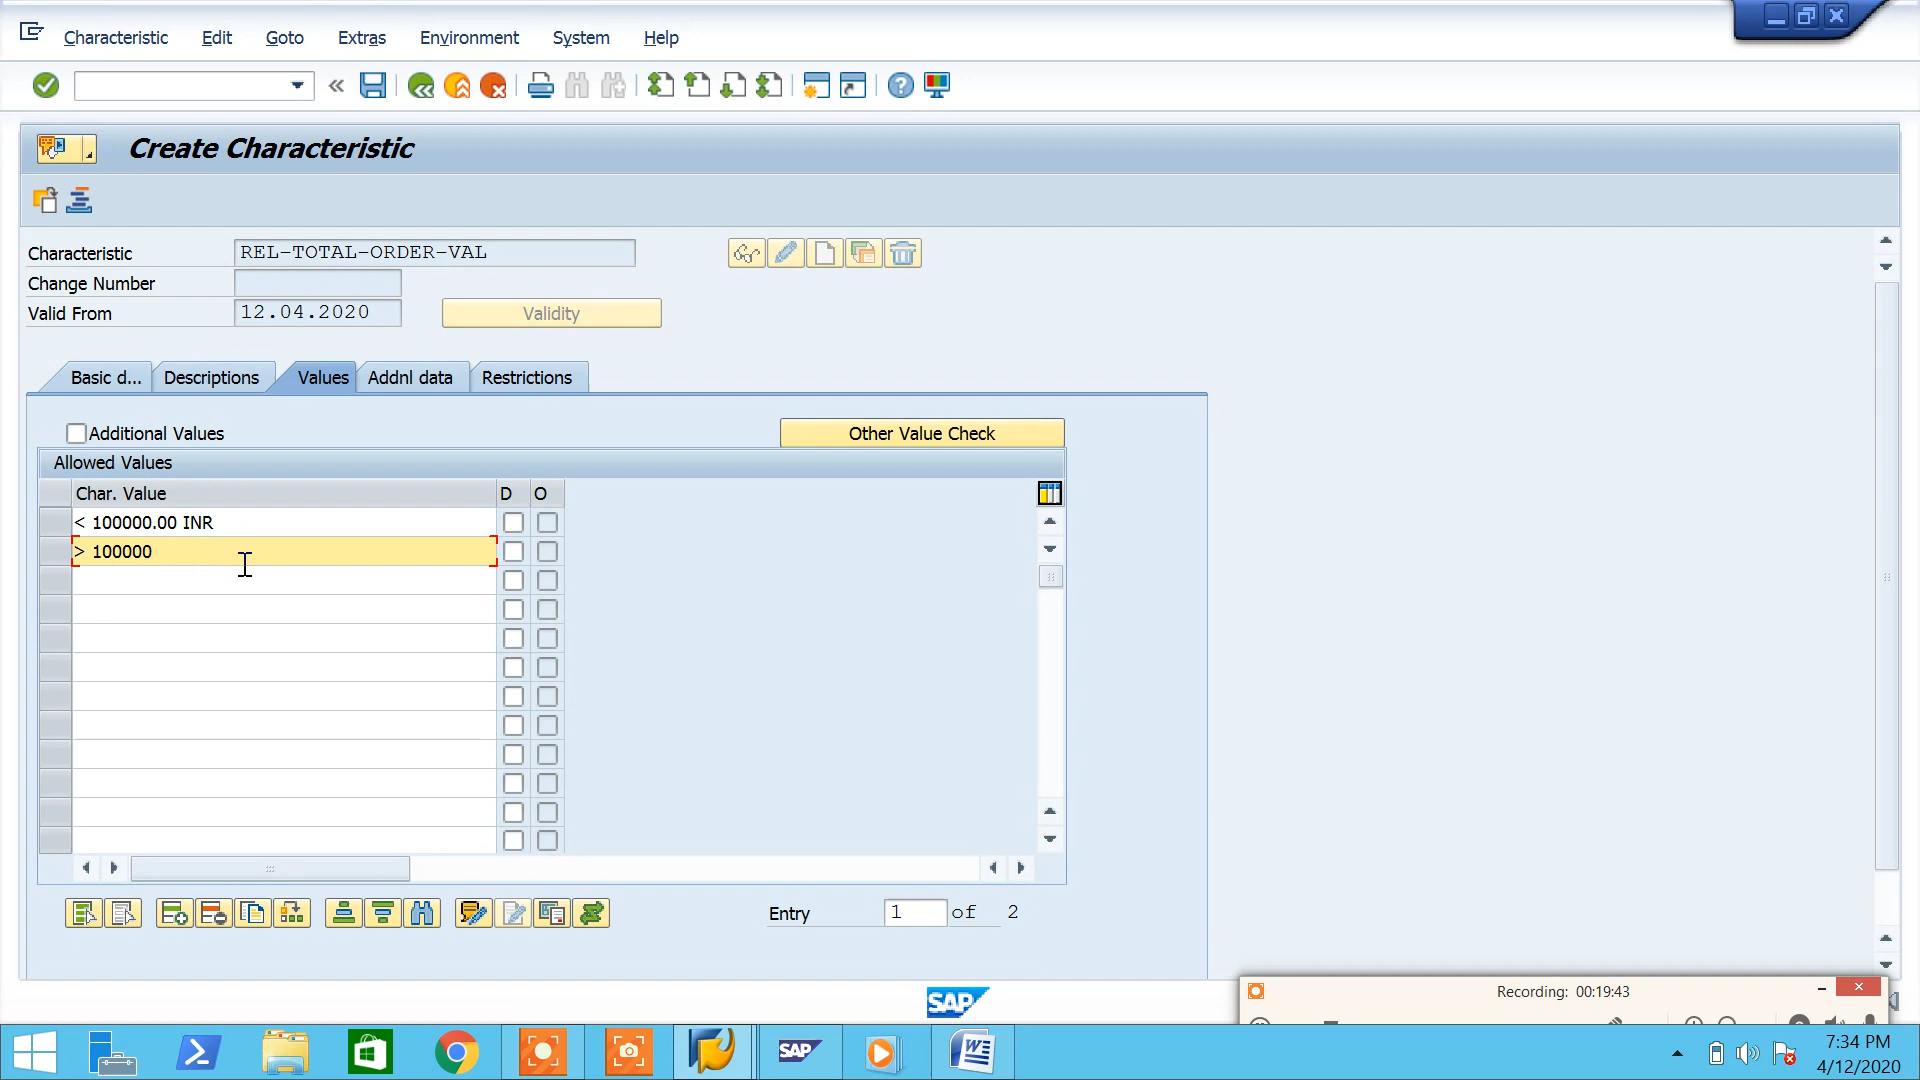 Characteristic Edit Goto Extras Environment System Help
Create Characteristic
Characteristic REL-TOTAL-ORDER-VAL
Change Number
Valid From 12.04.2020 Validity
Basic d... Descriptions Values Addnl data Restrictions
Additional Values Other Value Check
Allowed Values
Char. Value D O
< 100000.00 INR
> 100000
Entry 1 of 2
SAP
Recording: 00:19:43
SAP
7:34 PM
4/12/2020